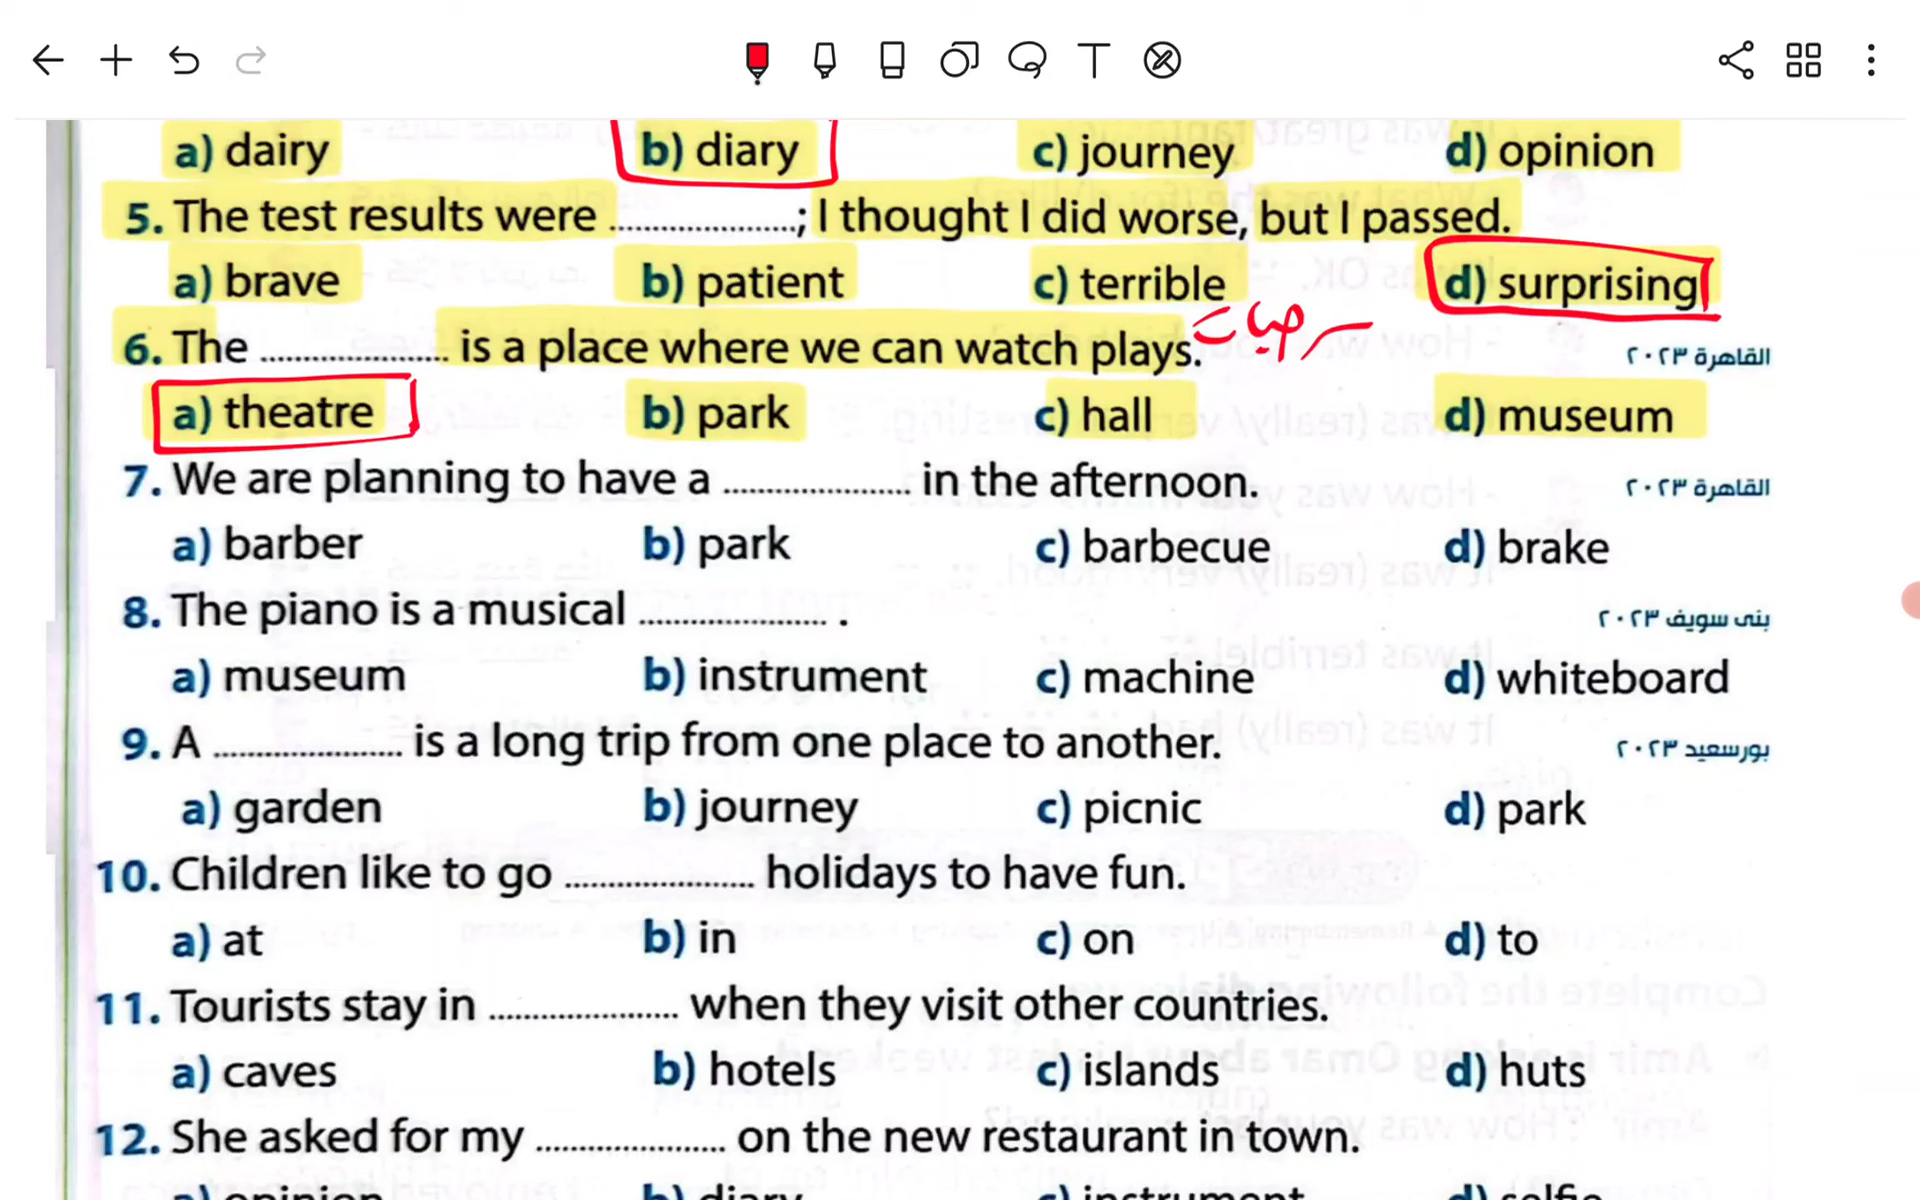 a) dairy b) diary c) journey d) opinion
5. The test results were ....................; I thought I did worse, but I passed.
a) brave b) patient c) terrible d) surprising
6. The .................... is a place where we can watch plays. القاهرة ٢٠٢٣
a) theatre b) park c) hall d) museum
7. We are planning to have a .................... in the afternoon. القاهرة ٢٠٢٣
a) barber b) park c) barbecue d) brake
8. The piano is a musical .................... . بنى سويف ٢٠٢٣
a) museum b) instrument c) machine d) whiteboard
9. A .................... is a long trip from one place to another. بورسعيد ٢٠٢٣
a) garden b) journey c) picnic d) park
10. Children like to go .................... holidays to have fun.
a) at b) in c) on d) to
11. Tourists stay in .................... when they visit other countries.
a) caves b) hotels c) islands d) huts
12. She asked for my .................... on the new restaurant in town.
a) opinion b) diary c) instrument d) selfie